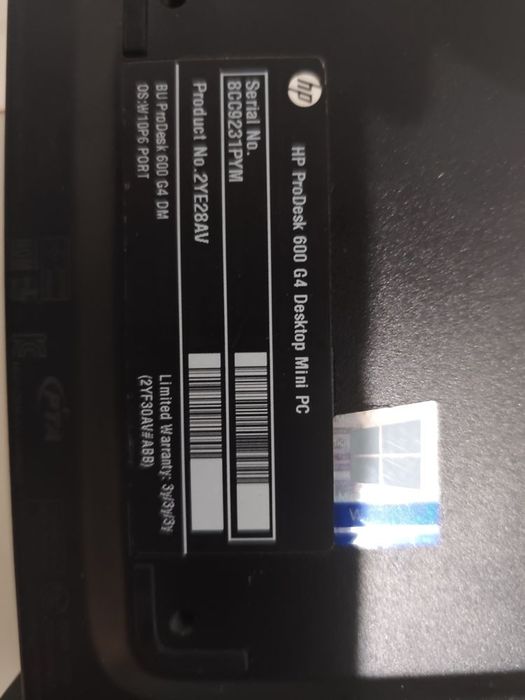 hp
HP ProDesk 600 G4 Desktop Mini PC
Serial No.
8CC9231PYM
Product No.2YE28AV
BU ProDesk 600 G4 DM
OS:W10P6 PORT
Limited Warranty: 3y/3y/3y
(2YF30AV#ABB)